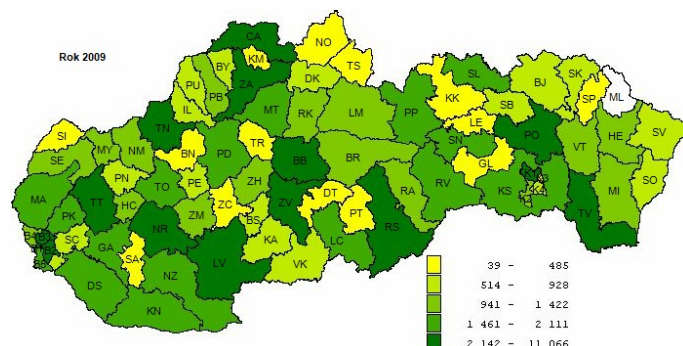 Rok 2009
CA
NO
KM
TS
BY
ZA
DK
PU
PB
IL
MT
RK
LM
PP
KK
SL
LE
SB
BJ
SK
SP
ML
SI
TN
BN
PD
TR
BB
BR
SN
GL
PO
VT
HE
SV
SE
MY
NM
PN
TO
PE
ZH
RA
RV
KS
MI
SO
MA
PK
TT
HC
NR
ZM
ZC
BS
ZV
DT
PT
RS
TV
SC
GA
SA
LV
KA
VK
LC
DS
NZ
KN
39 - 485
514 - 928
941 - 1 422
1 461 - 2 111
2 142 - 11 066